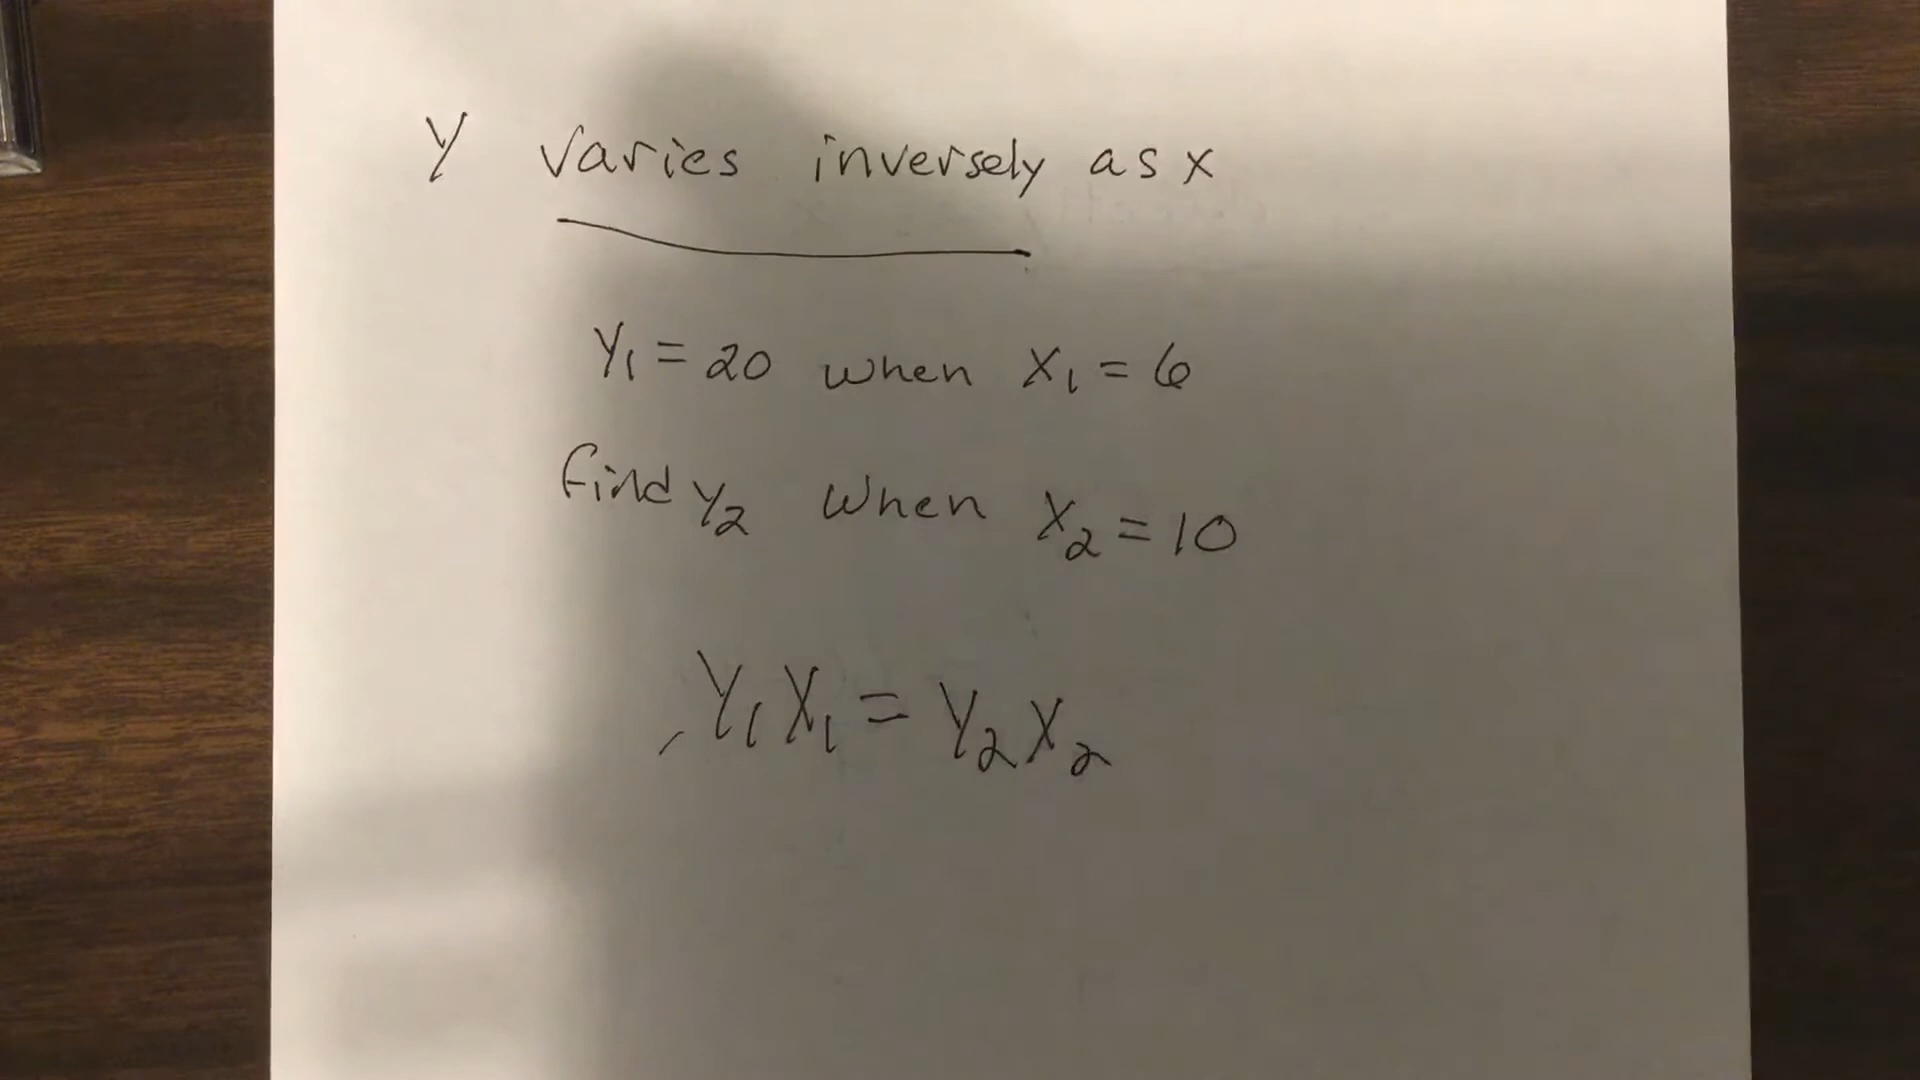 Y varies inversely as x
Y₁ = 20 when X₁ = 6
find Y₂ when X₂ = 10
Y₁X₁ = Y₂X₂